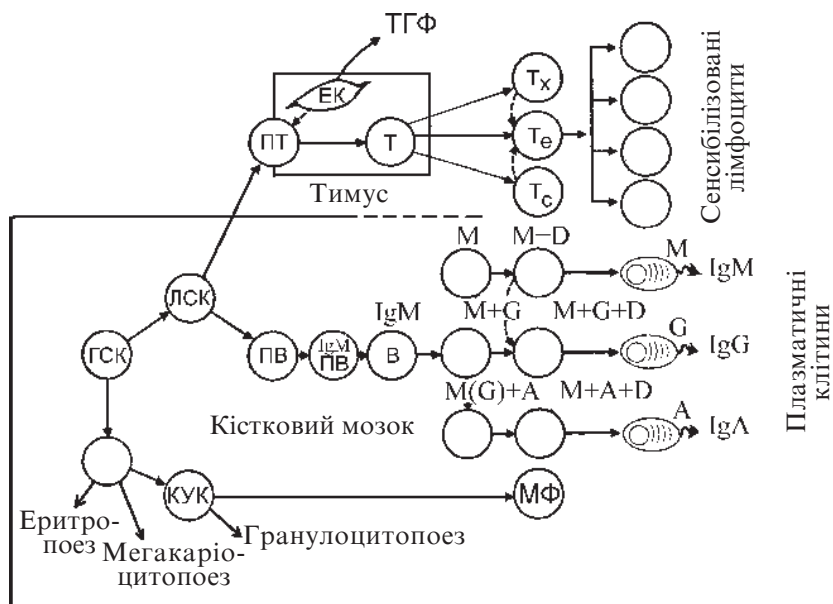 ТГФ
ЕК
ПТ
Т
Тх
Те
Тс
Тимус
Сенсибілізовані
лімфоцити
М
М−D
М
IgM
ЛСК
IgM
М+G
М+G+D
G
IgG
ГСК
ПВ
IgM
ПВ
В
М(G)+А
М+А+D
А
IgA
Плазматичні
клітини
Кістковий мозок
КУК
МФ
Еритро-
поез
Мегакаріо-
цитопоез
Гранулоцитопоез